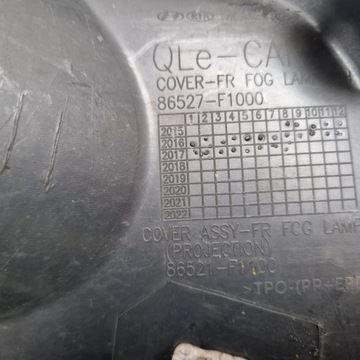 QLe-CA
COVER-FR FOG LAMP
86527-F1000
1 2 3 4 5 6 7 8 9 10 11 12
2015
2016
2017
2018
2019
2020
2021
2022
COVER ASSY-FR FOG LAMP
(PROJECTION)
86521-F1100
>TPO-(PP-EP